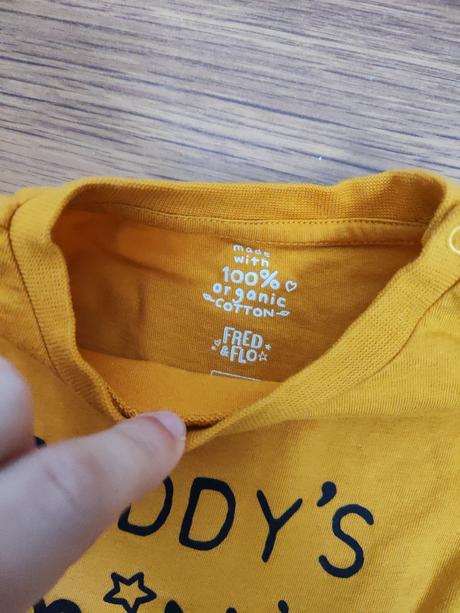 made
with
100%
organic
COTTON
FRED
& FLO
DDY'S